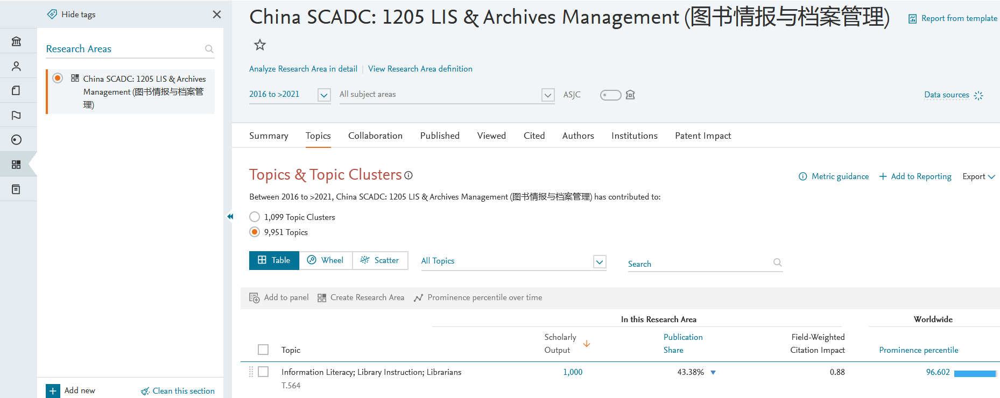 Hide tags
Research Areas
China SCADC: 1205 LIS & Archives
Management (图书情报与档案管
理)
Add new
Clean this section
China SCADC: 1205 LIS & Archives Management (图书情报与档案管理)
Report from template
Analyze Research Area in detail
View Research Area definition
2016 to >2021
All subject areas
ASJC
Data sources
Summary
Topics
Collaboration
Published
Viewed
Cited
Authors
Institutions
Patent Impact
Topics & Topic Clusters
Metric guidance
Add to Reporting
Export
Between 2016 to >2021, China SCADC: 1205 LIS & Archives Management (图书情报与档案管理) has contributed to:
1,099 Topic Clusters
9,951 Topics
Table
Wheel
Scatter
All Topics
Search
Add to panel
Create Research Area
Prominence percentile over time
In this Research Area
Worldwide
Topic
Scholarly
Output
Publication
Share
Field-Weighted
Citation Impact
Prominence percentile
Information Literacy; Library Instruction; Librarians
T.564
1,000
43.38%
0.88
96.602